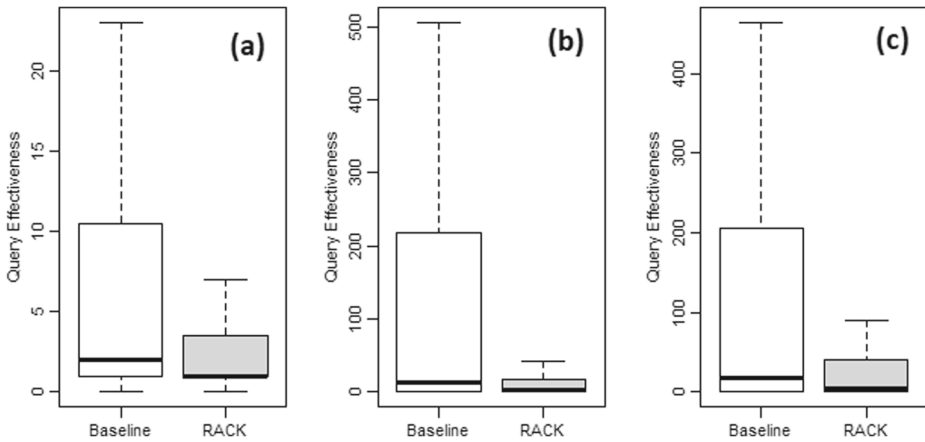 (a)
Query Effectiveness
20
15
10
5
0
Baseline RACK
(b)
Query Effectiveness
500
400
300
200
100
0
Baseline RACK
(c)
Query Effectiveness
400
300
200
100
0
Baseline RACK